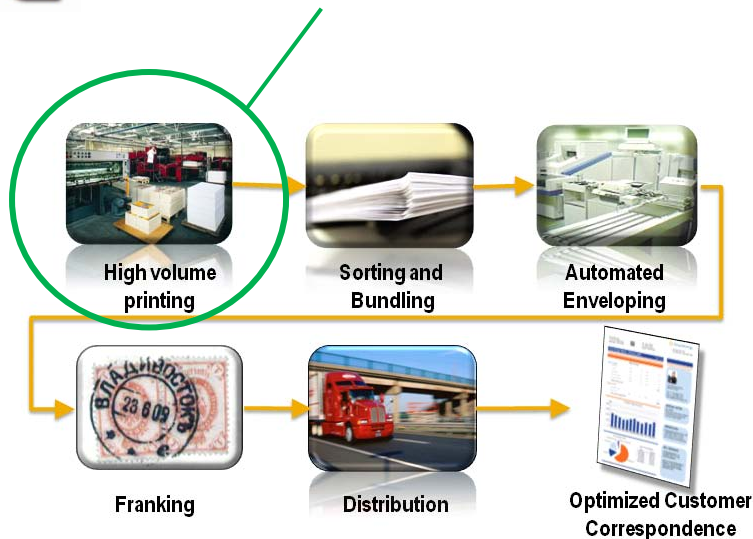 High volume
printing
Sorting and
Bundling
Automated
Enveloping
ВЛАДИВОСТОКЪ
23 6 09
Franking
Distribution
Optimized Customer
Correspondence